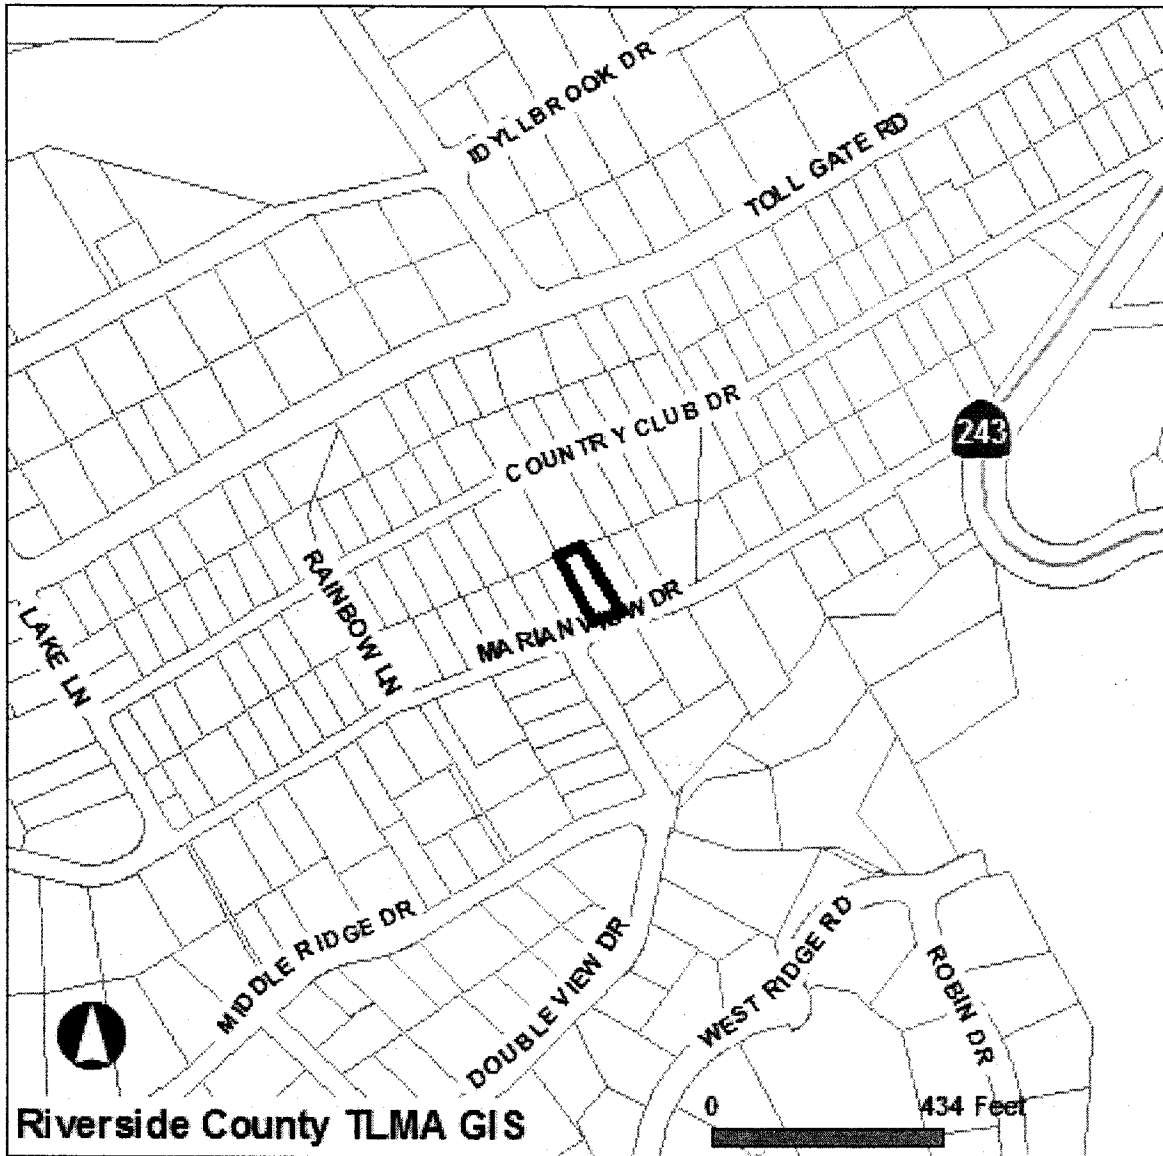 IDYLLBROOK DR
TOLL GATE RD
COUNTRY CLUB DR
243
RAINBOW LN
MARIAN VIEW DR
LAKE LN
MIDDLE RIDGE DR
DOUBLE VIEW DR
WEST RIDGE RD
ROBIN DR
0 434 Feet
Riverside County TLMA GIS